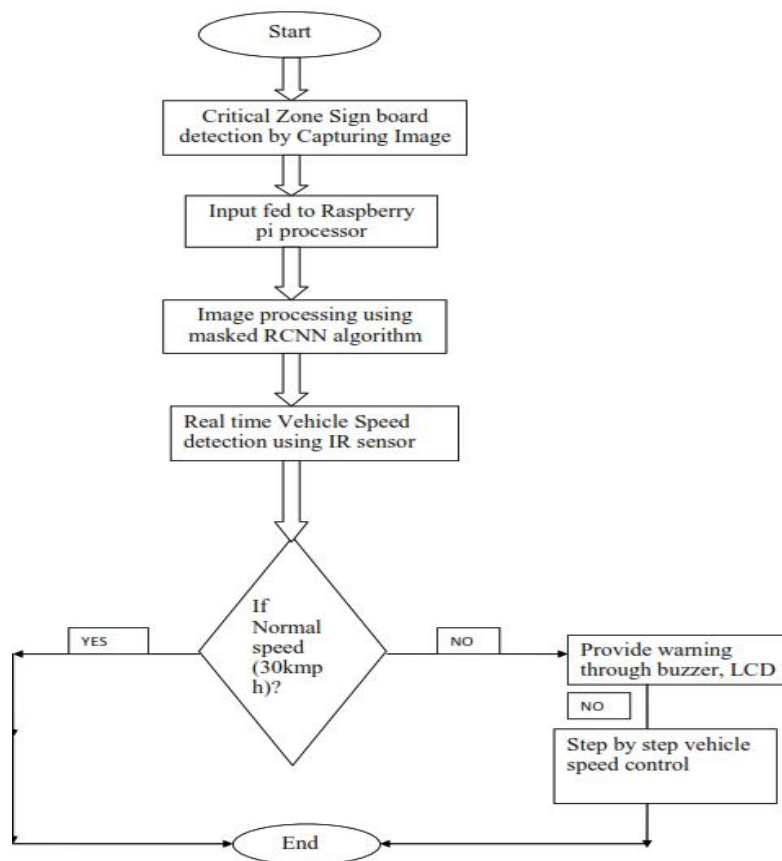 Start
Critical Zone Sign board
detection by Capturing Image
Input fed to Raspberry
pi processor
Image processing using
masked RCNN algorithm
Real time Vehicle Speed
detection using IR sensor
If
Normal
speed
(30kmp
h)?
YES
NO
Provide warning
through buzzer, LCD
NO
Step by step vehicle
speed control
End